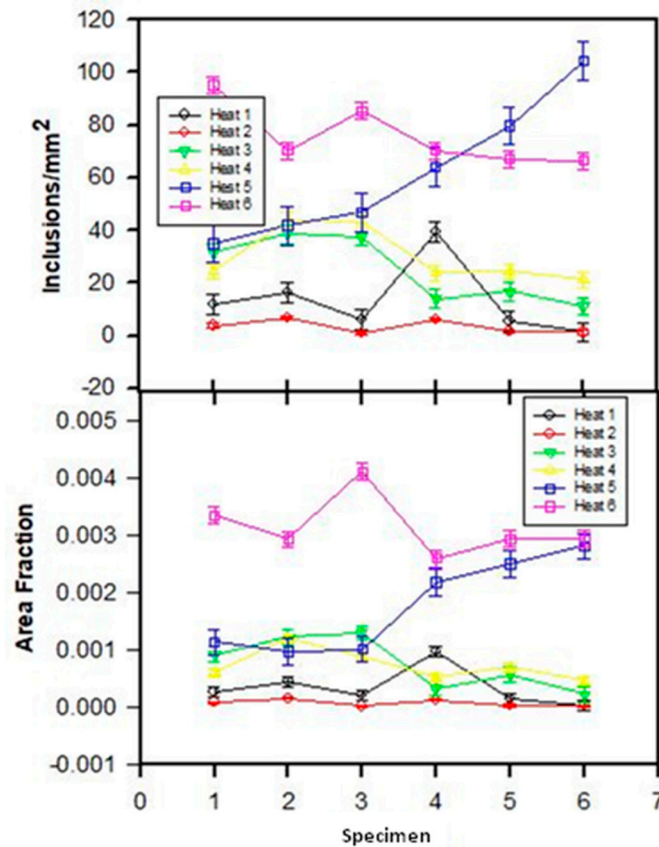 120
100
80
60
40
20
0
-20
Inclusions/mm²
Heat 1
Heat 2
Heat 3
Heat 4
Heat 5
Heat 6
0.005
0.004
0.003
0.002
0.001
0.000
-0.001
Area Fraction
Heat 1
Heat 2
Heat 3
Heat 4
Heat 5
Heat 6
0 1 2 3 4 5 6 7
Specimen